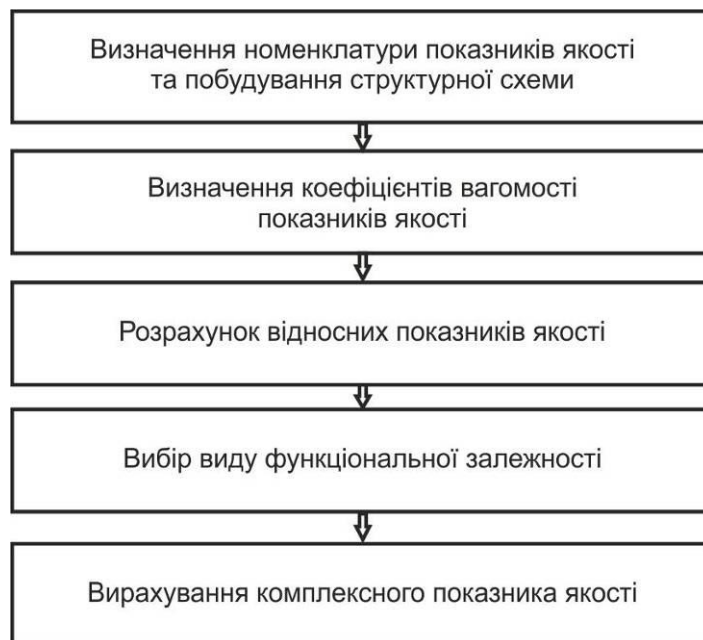 Визначення номенклатури показників якості
та побудування структурної схеми
Визначення коефіцієнтів вагомості
показників якості
Розрахунок відносних показників якості
Вибір виду функціональної залежності
Вирахування комплексного показника якості